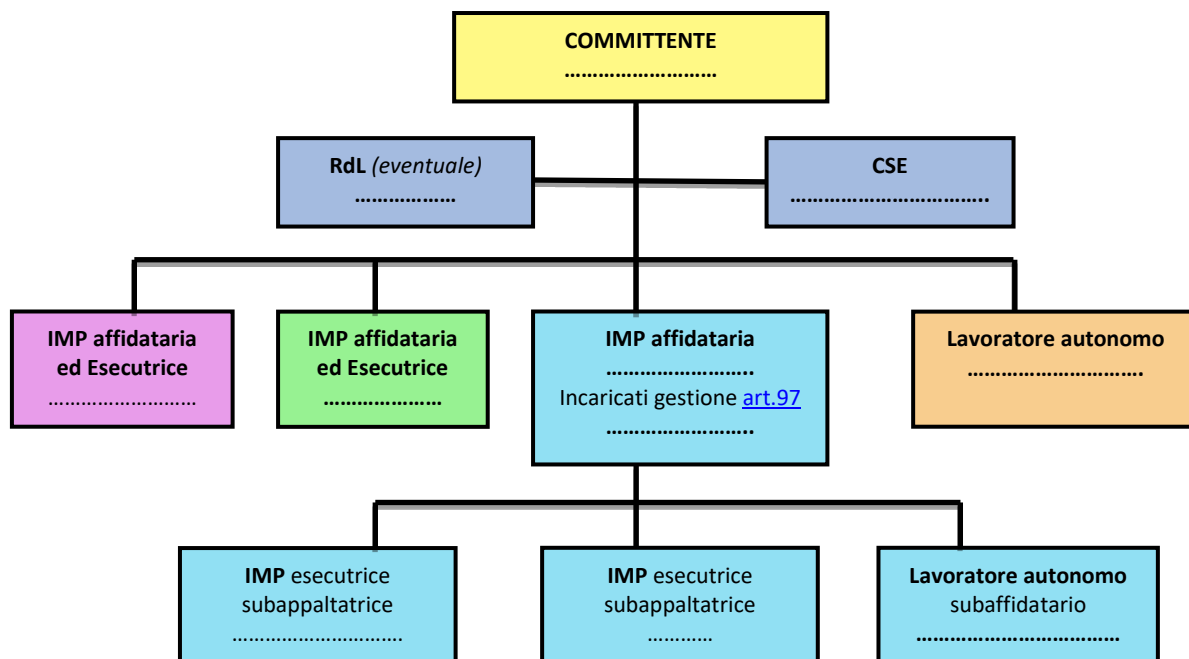 COMMITTENTE
……………………
RdL (eventuale)
………………
CSE
……………………………..
IMP affidataria
ed Esecutrice
………………………
IMP affidataria
ed Esecutrice
…………………
IMP affidataria
……………………..
Incaricati gestione art.97
……………………..
Lavoratore autonomo
…………………………
IMP esecutrice
subappaltatrice
………………………….
IMP esecutrice
subappaltatrice
…………
Lavoratore autonomo
subaffidatario
………………………………